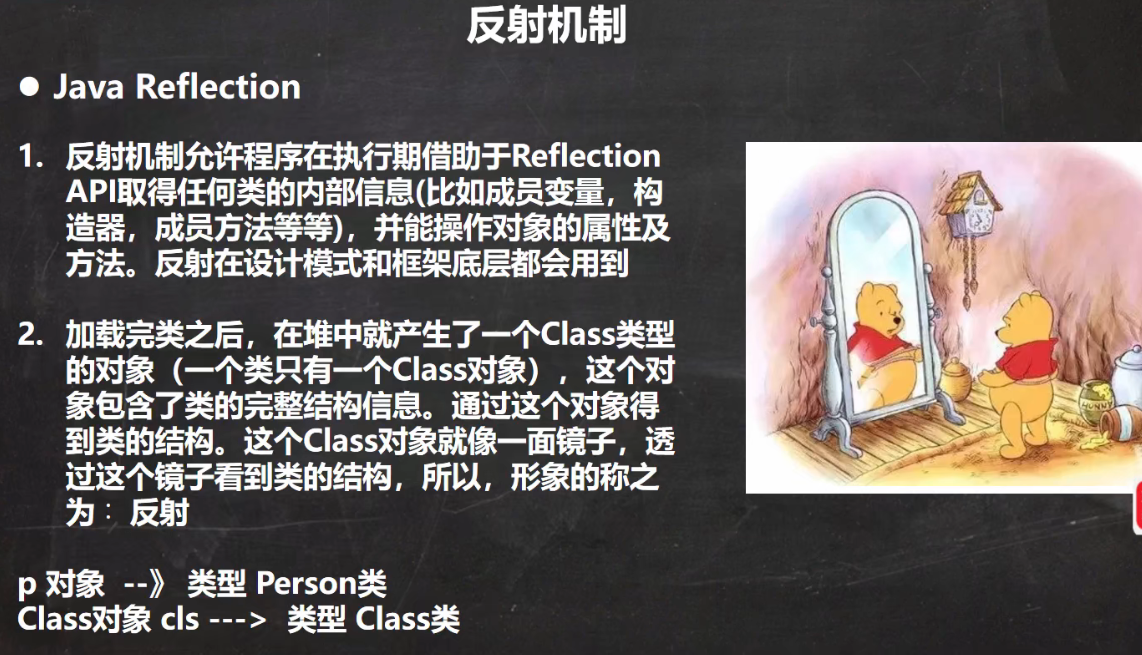 反射机制
● Java Reflection
1. 反射机制允许程序在执行期借助于Reflection
API取得任何类的内部信息(比如成员变量，构
造器，成员方法等等)，并能操作对象的属性及
方法。反射在设计模式和框架底层都会用到
2. 加载完类之后，在堆中就产生了一个Class类型
的对象（一个类只有一个Class对象），这个对
象包含了类的完整结构信息。通过这个对象得
到类的结构。这个Class对象就像一面镜子，透
过这个镜子看到类的结构，所以，形象的称之
为：反射
HUNNY
p 对象 --》 类型 Person类
Class对象 cls ---> 类型 Class类